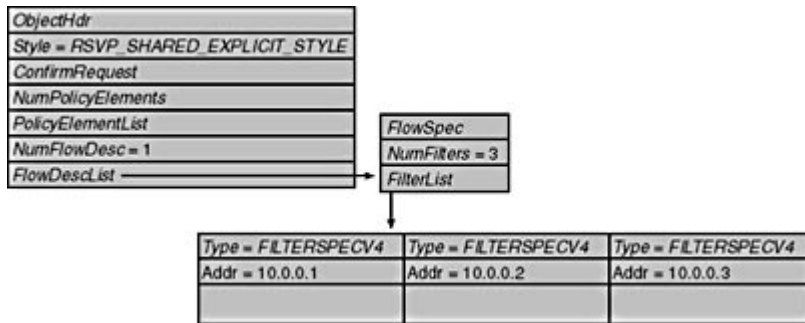 ObjectHdr
Style = RSVP_SHARED_EXPLICIT_STYLE
ConfirmRequest
NumPolicyElements
PolicyElementList
NumFlowDesc = 1
FlowDescList
FlowSpec
NumFilters = 3
FilterList
Type = FILTERSPECV4 Type = FILTERSPECV4 Type = FILTERSPECV4
Addr = 10.0.0.1 Addr = 10.0.0.2 Addr = 10.0.0.3